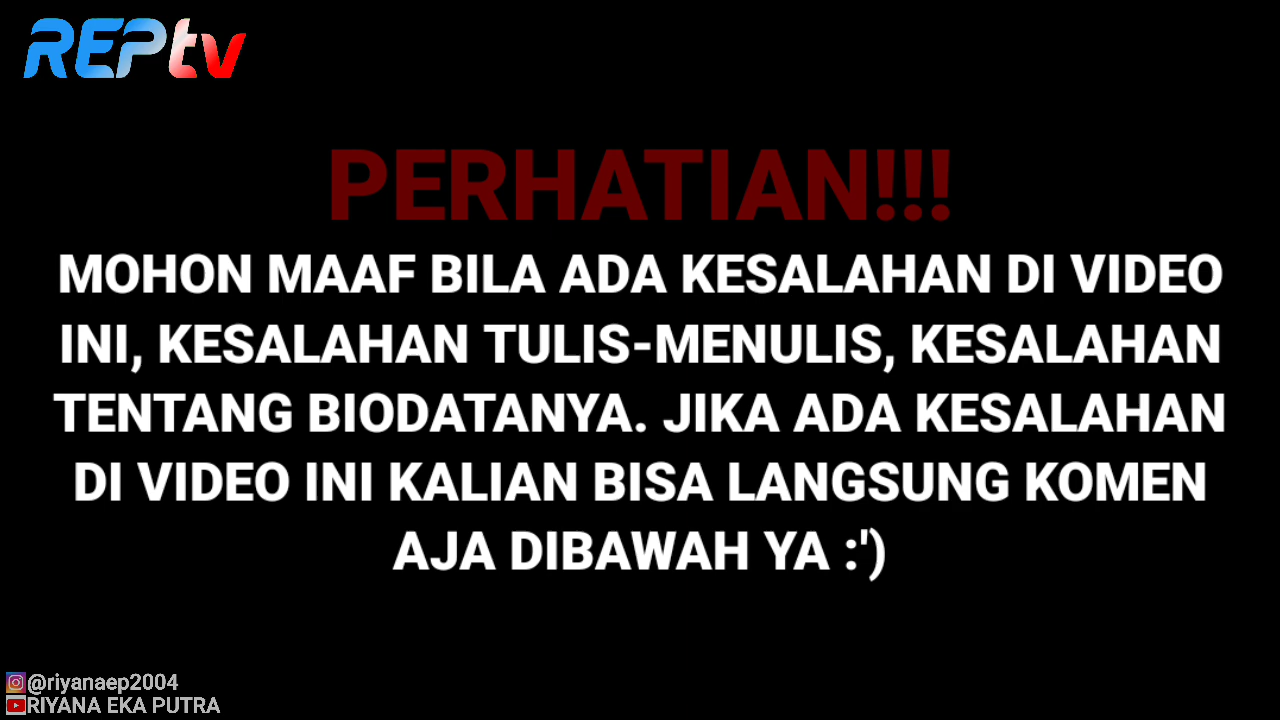 REPtv
PERHATIAN!!!
MOHON MAAF BILA ADA KESALAHAN DI VIDEO
INI, KESALAHAN TULIS-MENULIS, KESALAHAN
TENTANG BIODATANYA. JIKA ADA KESALAHAN
DI VIDEO INI KALIAN BISA LANGSUNG KOMEN
AJA DIBAWAH YA :')
@riyanaep2004
RIYANA EKA PUTRA